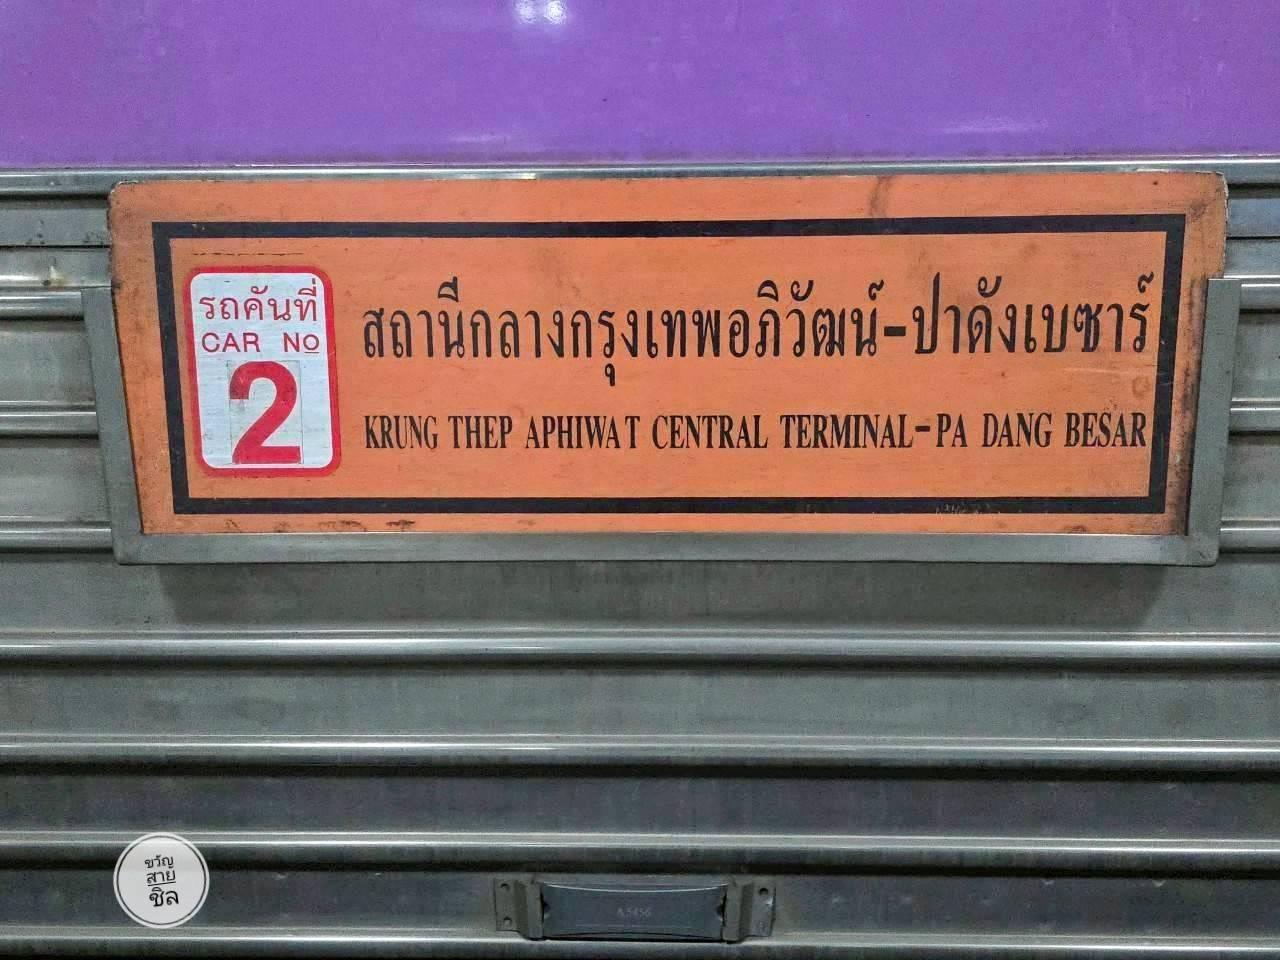 รถคันที่
CAR NO
2
สถานีกลางกรุงเทพอภิวัฒน์-ปาดังเบซาร์
KRUNG THEP APHIWAT CENTRAL TERMINAL-PA DANG BESAR
ขวัญ
สาย
ชิล